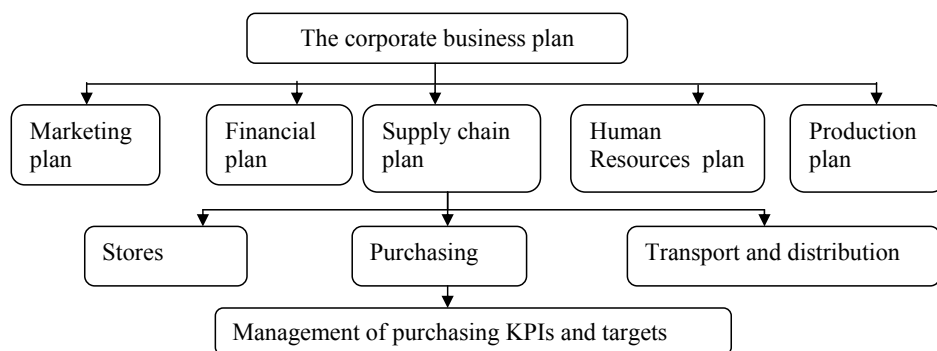 The corporate business plan
Marketing
plan
Financial
plan
Supply chain
plan
Human
Resources plan
Production
plan
Stores
Purchasing
Transport and distribution
Management of purchasing KPIs and targets